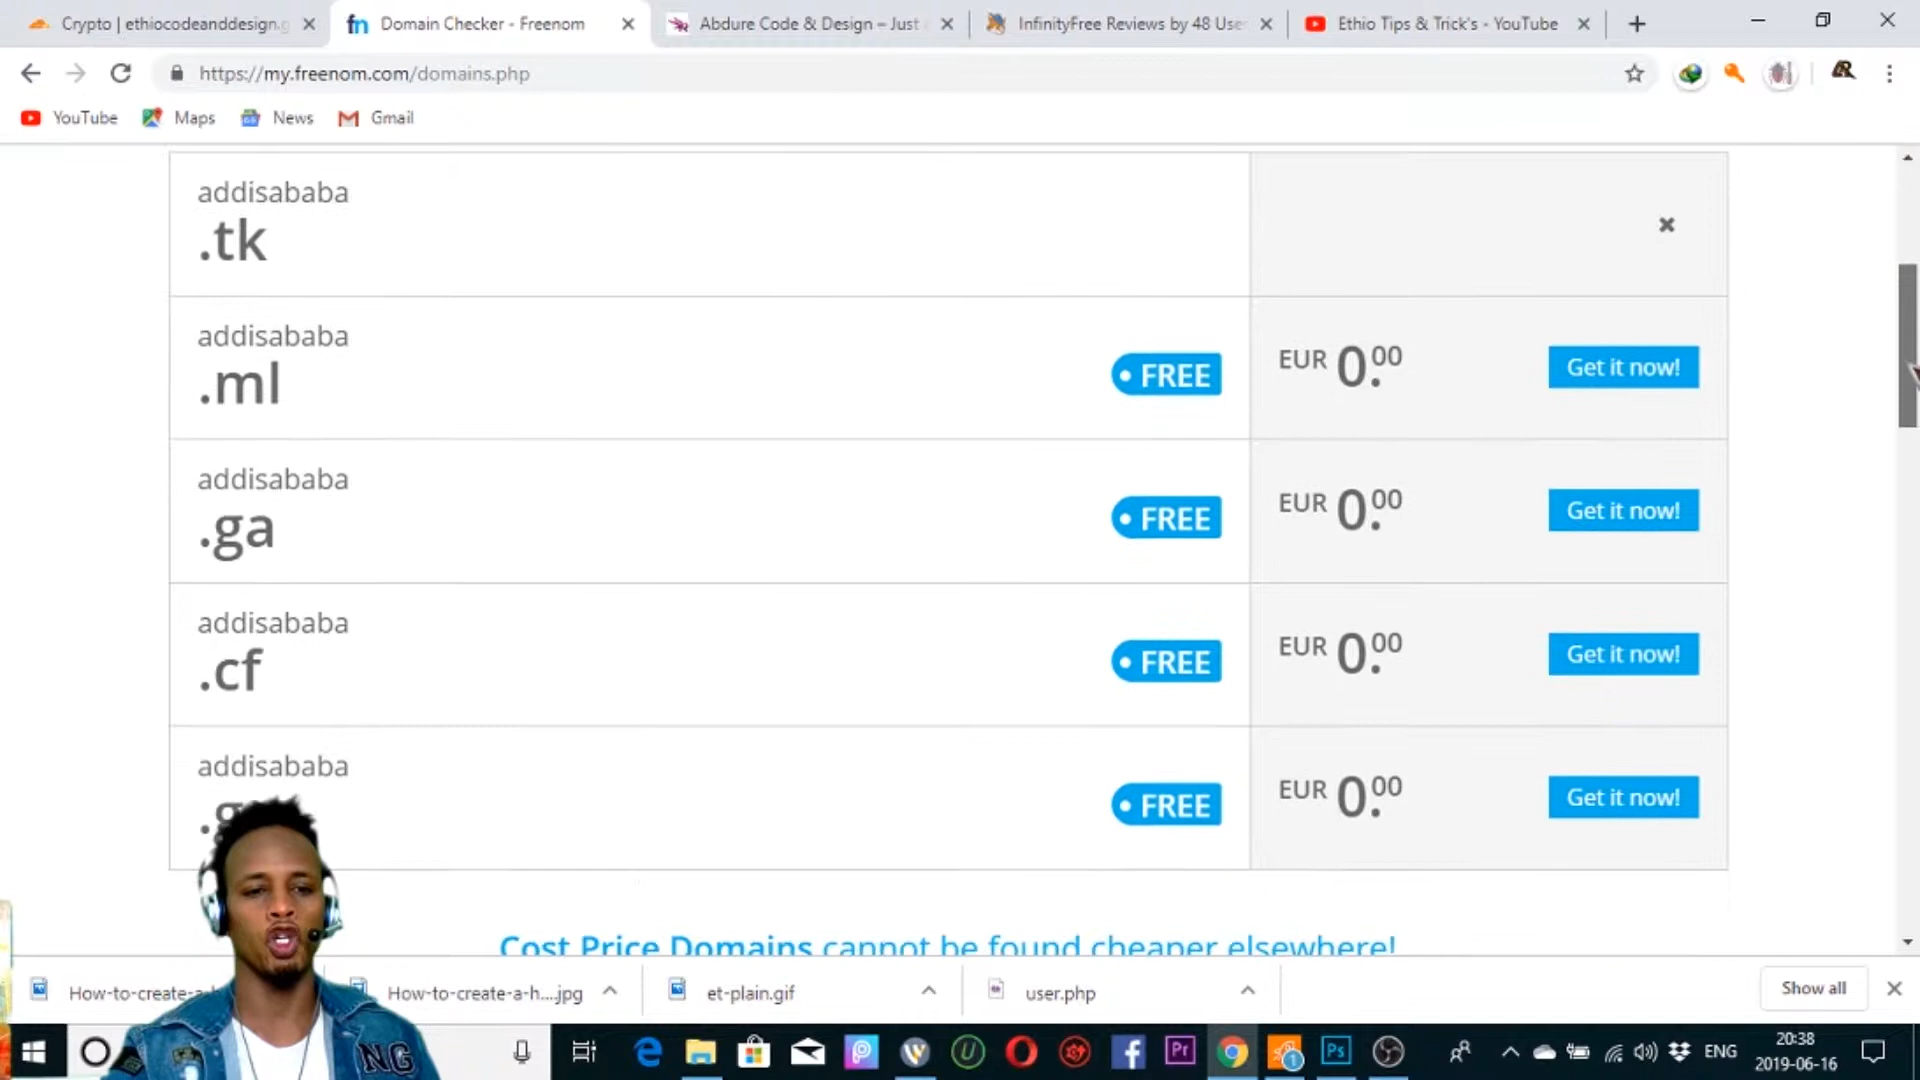 Crypto | ethiocodeanddesign.g
Domain Checker - Freenom
Abdure Code & Design – Just
InfinityFree Reviews by 48 Use
Ethio Tips & Trick's - YouTube
https://my.freenom.com/domains.php
YouTube
Maps
News
Gmail
addisababa
.tk
addisababa
.ml
FREE
EUR 0.00
Get it now!
addisababa
.ga
FREE
EUR 0.00
Get it now!
addisababa
.cf
FREE
EUR 0.00
Get it now!
addisababa
FREE
EUR 0.00
Get it now!
Cost Price Domains cannot be found cheaper elsewhere!
How-to-create-a-
How-to-create-a-h....jpg
et-plain.gif
user.php
Show all
NG
ENG
20:38
2019-06-16